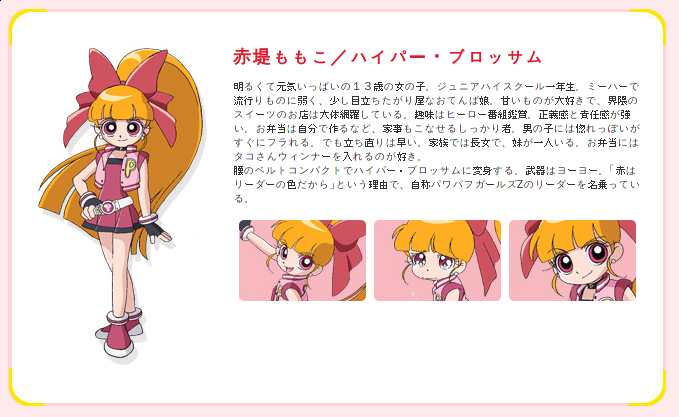 赤堤ももこ／ハイパー・ブロッサム
明るくて元気いっぱいの１３歳の女の子。ジュニアハイスクール一年生。ミーハーで
流行りものに弱く、少し目立ちたがり屋なおてんば娘。甘いものが大好きで、界隈の
スイーツのお店は大体網羅している。趣味はヒーロー番組鑑賞。正義感と責任感が強
い。お弁当は自分で作るなど、家事もこなせるしっかり者。男の子には惚れっぽいが
すぐにフラれる。でも立ち直りは早い。家族では長女で、妹が一人いる。お弁当には
タコさんウィンナーを入れるのが好き。
腰のベルトコンパクトでハイパー・ブロッサムに変身する。武器はヨーヨー。「赤は
リーダーの色だから」という理由で、自称パワパフガールズZのリーダーを名乗ってい
る。
P